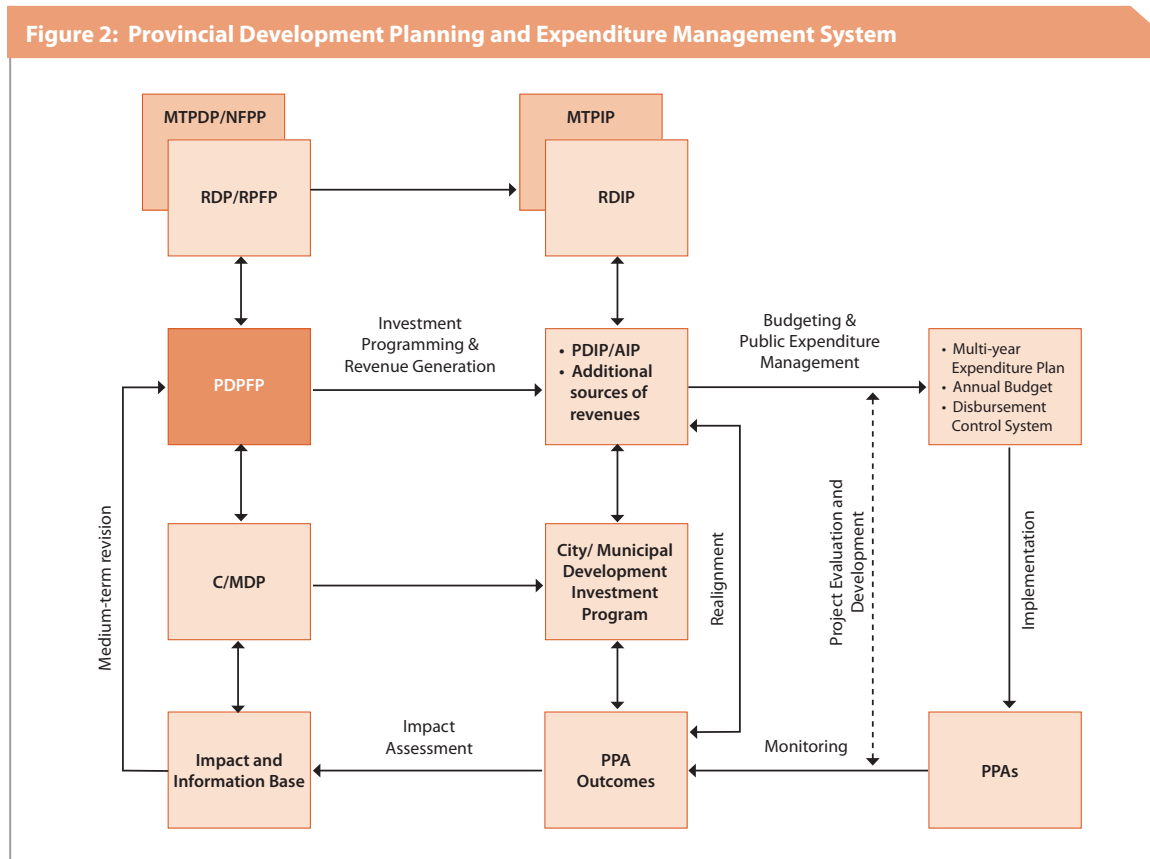 Figure 2: Provincial Development Planning and Expenditure Management System
MTPDP/NFPP
RDP/RPFP
MTPIP
RDIP
PDPFP
Investment
Programming &
Revenue Generation
• PDIP/AIP
• Additional
sources of
revenues
Budgeting &
Public Expenditure
Management
• Multi-year
Expenditure Plan
• Annual Budget
• Disbursement
Control System
Medium-term revision
C/MDP
City/ Municipal
Development
Investment
Program
Realignment
Project Evaluation and
Development
Implementation
Impact and
Information Base
Impact
Assessment
PPA
Outcomes
Monitoring
PPAs